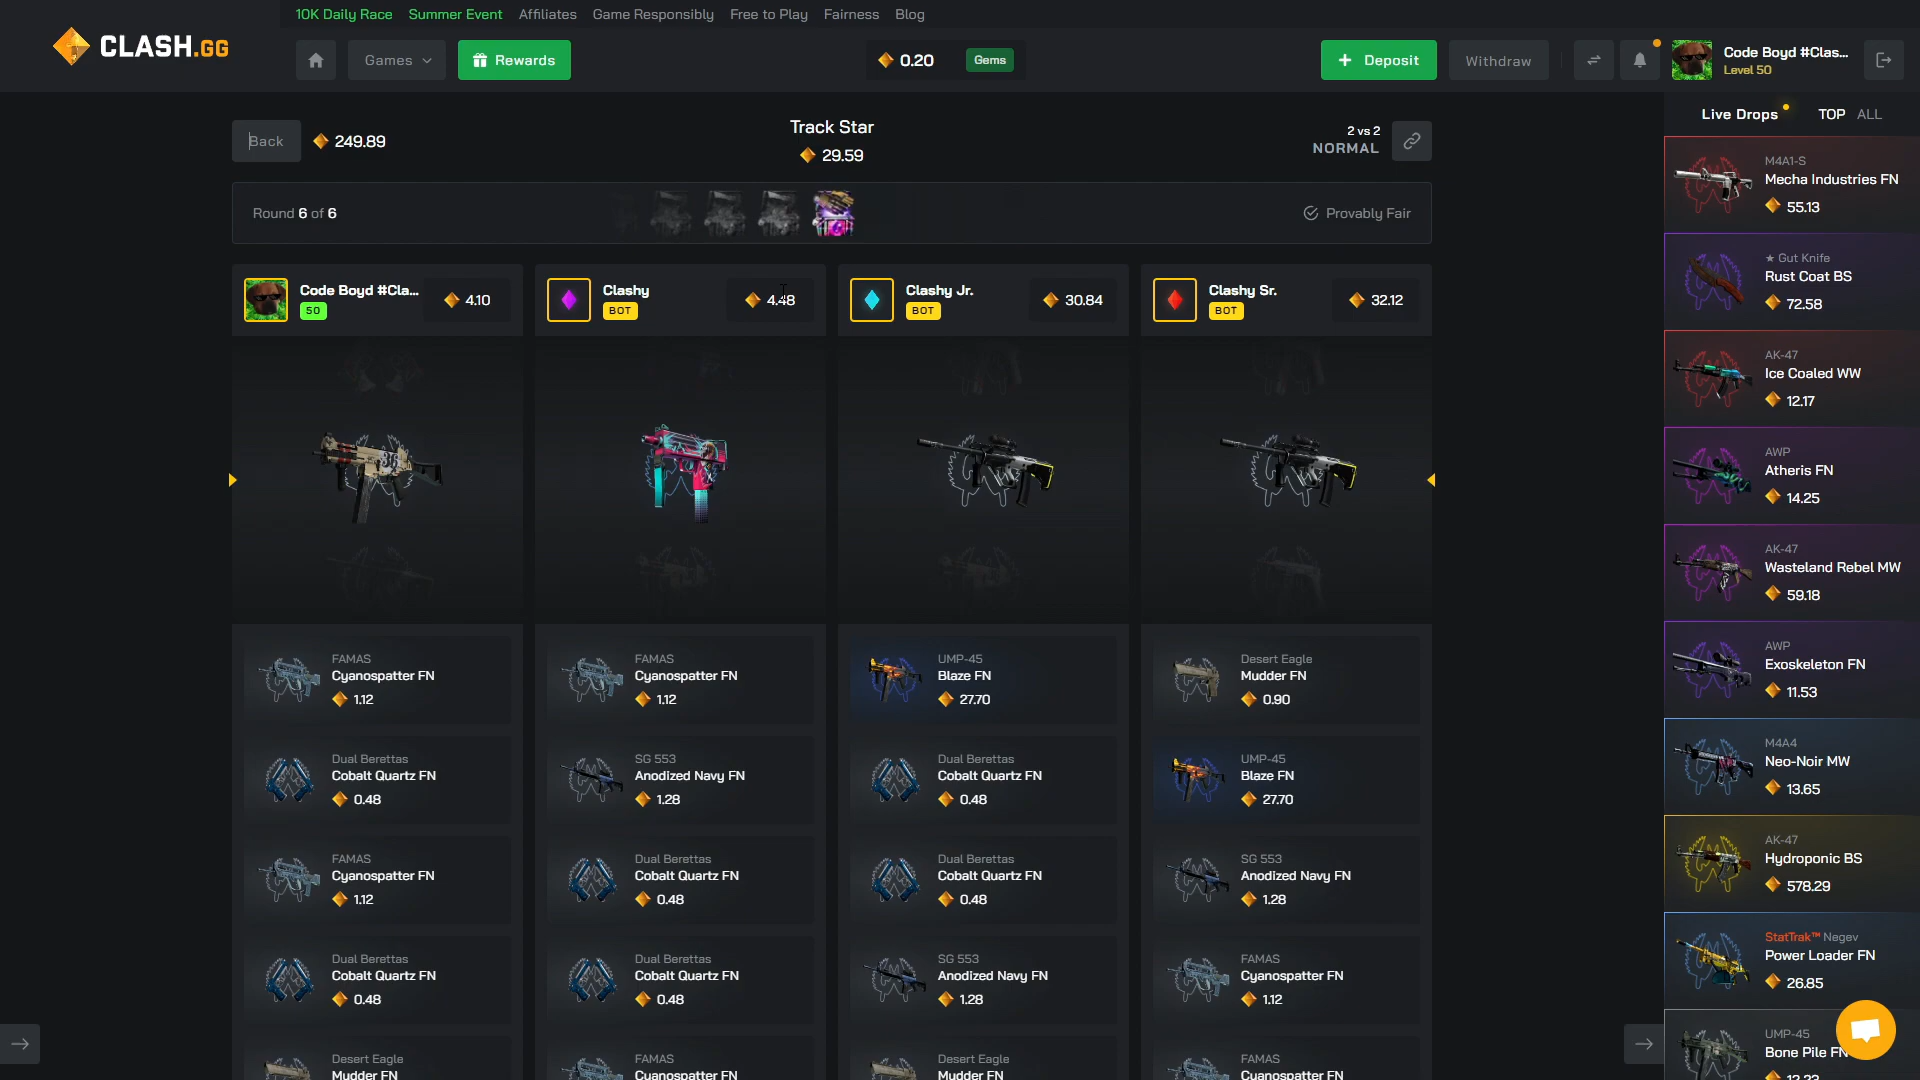 10K Daily Race Summer Event Affiliates Game Responsibly Free to Play Fairness Blog
CLASH.GG
Games Rewards 0.20 Gems + Deposit Withdraw
Code Boyd #Clas...
Level 50
Back 249.89
Track Star
29.59
2 vs 2
NORMAL
Round 6 of 6
Provably Fair
Code Boyd #Cla...
50
4.10
Clashy
BOT
4.48
Clashy Jr.
BOT
30.84
Clashy Sr.
BOT
32.12
36
FAMAS
Cyanospatter FN
1.12
Dual Berettas
Cobalt Quartz FN
0.48
FAMAS
Cyanospatter FN
1.12
Dual Berettas
Cobalt Quartz FN
0.48
Desert Eagle
Mudder FN
FAMAS
Cyanospatter FN
1.12
SG 553
Anodized Navy FN
1.28
Dual Berettas
Cobalt Quartz FN
0.48
Dual Berettas
Cobalt Quartz FN
0.48
FAMAS
Cyanospatter FN
UMP-45
Blaze FN
27.70
Dual Berettas
Cobalt Quartz FN
0.48
Dual Berettas
Cobalt Quartz FN
0.48
SG 553
Anodized Navy FN
1.28
Desert Eagle
Mudder FN
Desert Eagle
Mudder FN
0.90
UMP-45
Blaze FN
27.70
SG 553
Anodized Navy FN
1.28
FAMAS
Cyanospatter FN
1.12
FAMAS
Cyanospatter FN
Live Drops TOP ALL
M4A1-S
Mecha Industries FN
55.13
★ Gut Knife
Rust Coat BS
72.58
AK-47
Ice Coaled WW
12.17
AWP
Atheris FN
14.25
AK-47
Wasteland Rebel MW
59.18
AWP
Exoskeleton FN
11.53
M4A4
Neo-Noir MW
13.65
AK-47
Hydroponic BS
578.29
StatTrak™ Negev
Power Loader FN
26.85
UMP-45
Bone Pile FN